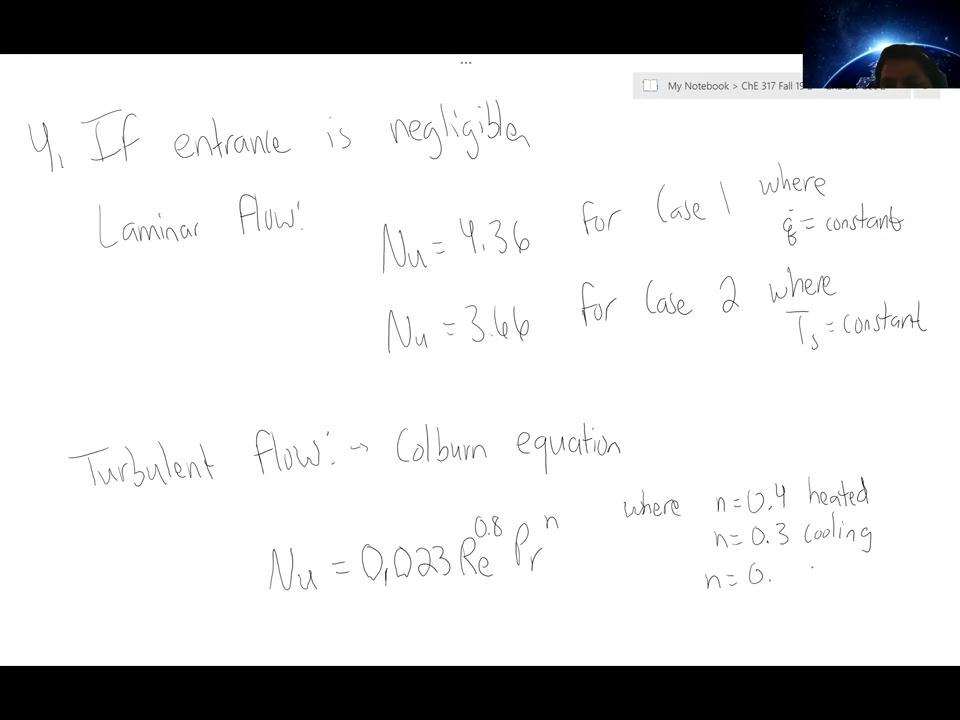 ...
My Notebook > ChE 317 Fall 19
4. If entrance is negligible
Laminar flow:
Nu = 4.36 for Case 1 where
q̇ = constant
Nu = 3.66 for Case 2 where
Ts = constant
Turbulent flow: → Colburn equation
Nu = 0.023 Re^0.8 Pr^n where n=0.4 heated
n=0.3 cooling
n=0.